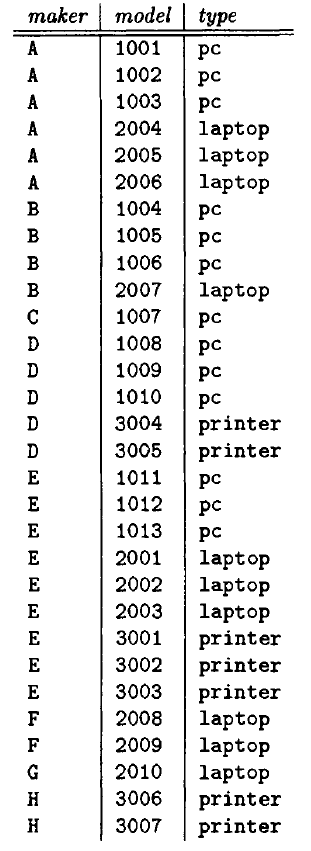 maker model type
A 1001 pc
A 1002 pc
A 1003 pc
A 2004 laptop
A 2005 laptop
A 2006 laptop
B 1004 pc
B 1005 pc
B 1006 pc
B 2007 laptop
C 1007 pc
D 1008 pc
D 1009 pc
D 1010 pc
D 3004 printer
D 3005 printer
E 1011 pc
E 1012 pc
E 1013 pc
E 2001 laptop
E 2002 laptop
E 2003 laptop
E 3001 printer
E 3002 printer
E 3003 printer
F 2008 laptop
F 2009 laptop
G 2010 laptop
H 3006 printer
H 3007 printer